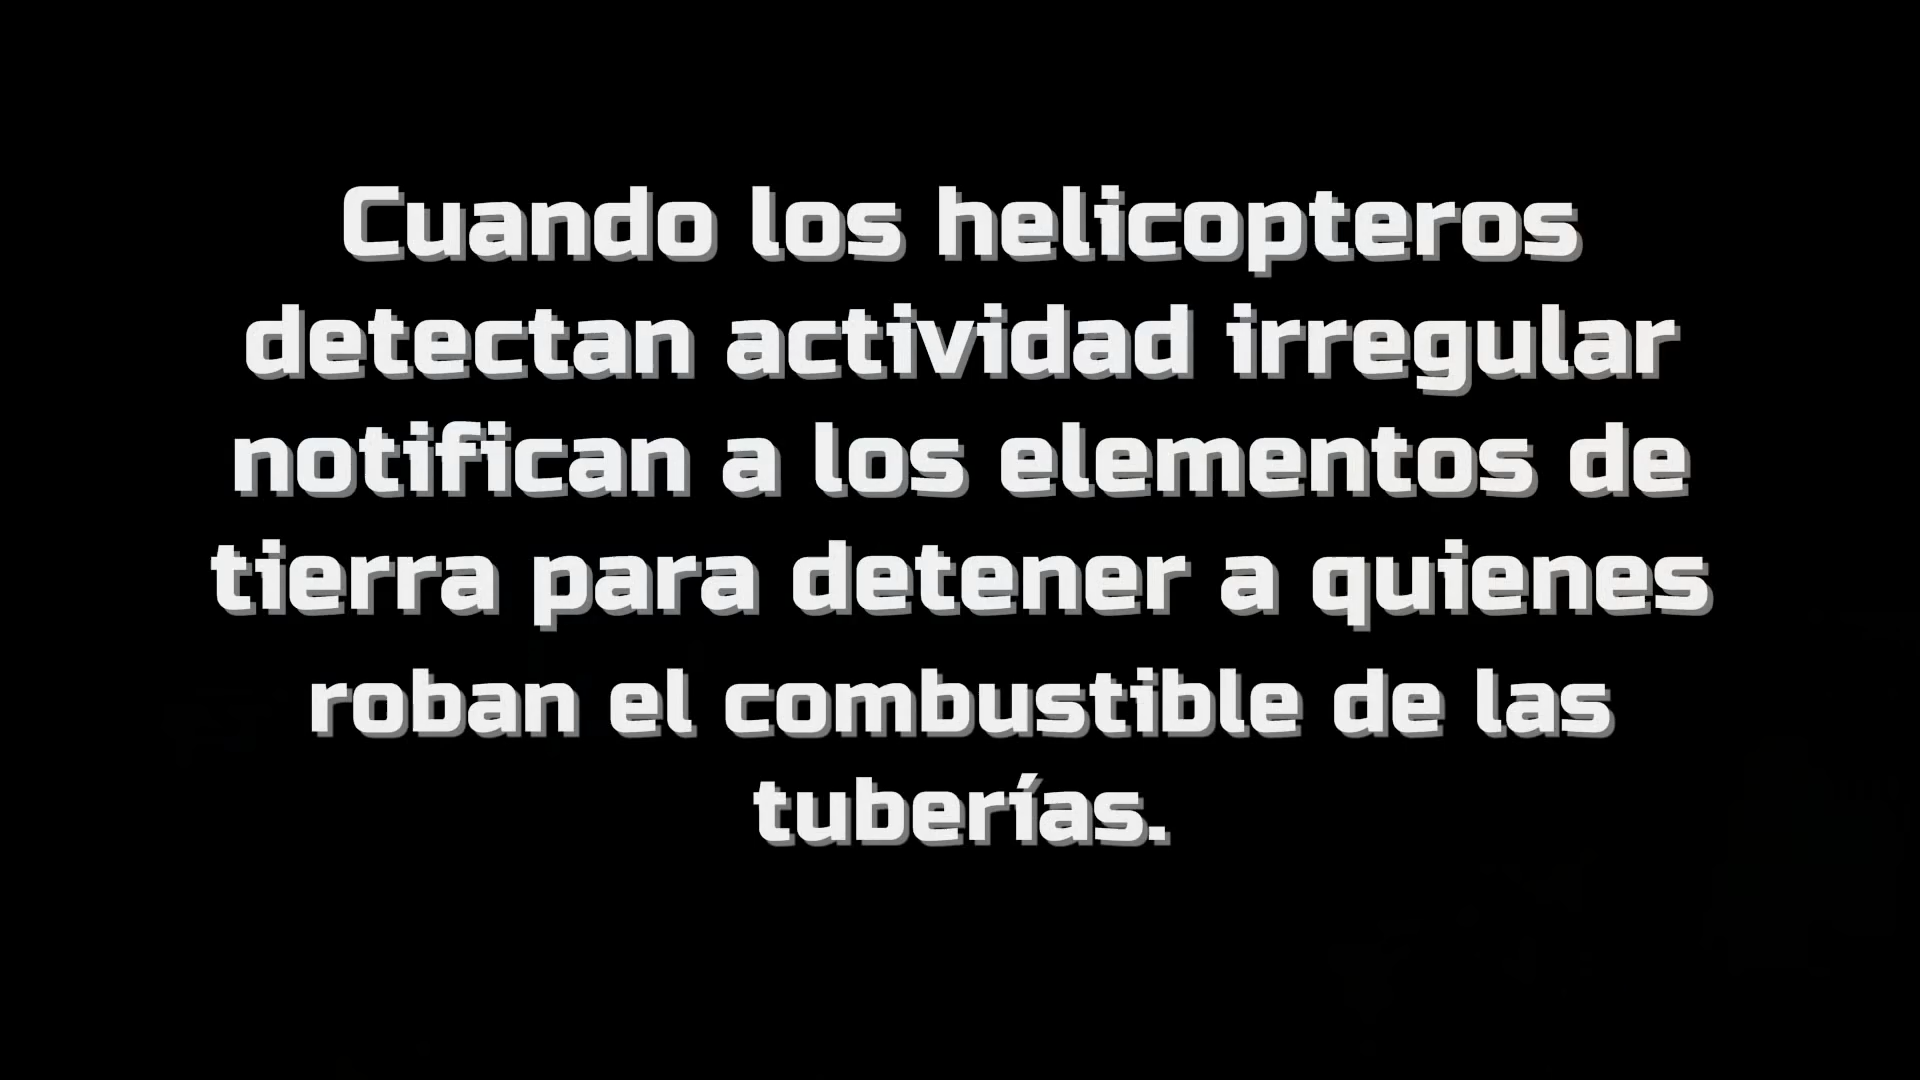 Cuando los helicopteros
detectan actividad irregular
notifican a los elementos de
tierra para detener a quienes
roban el combustible de las
tuberías.